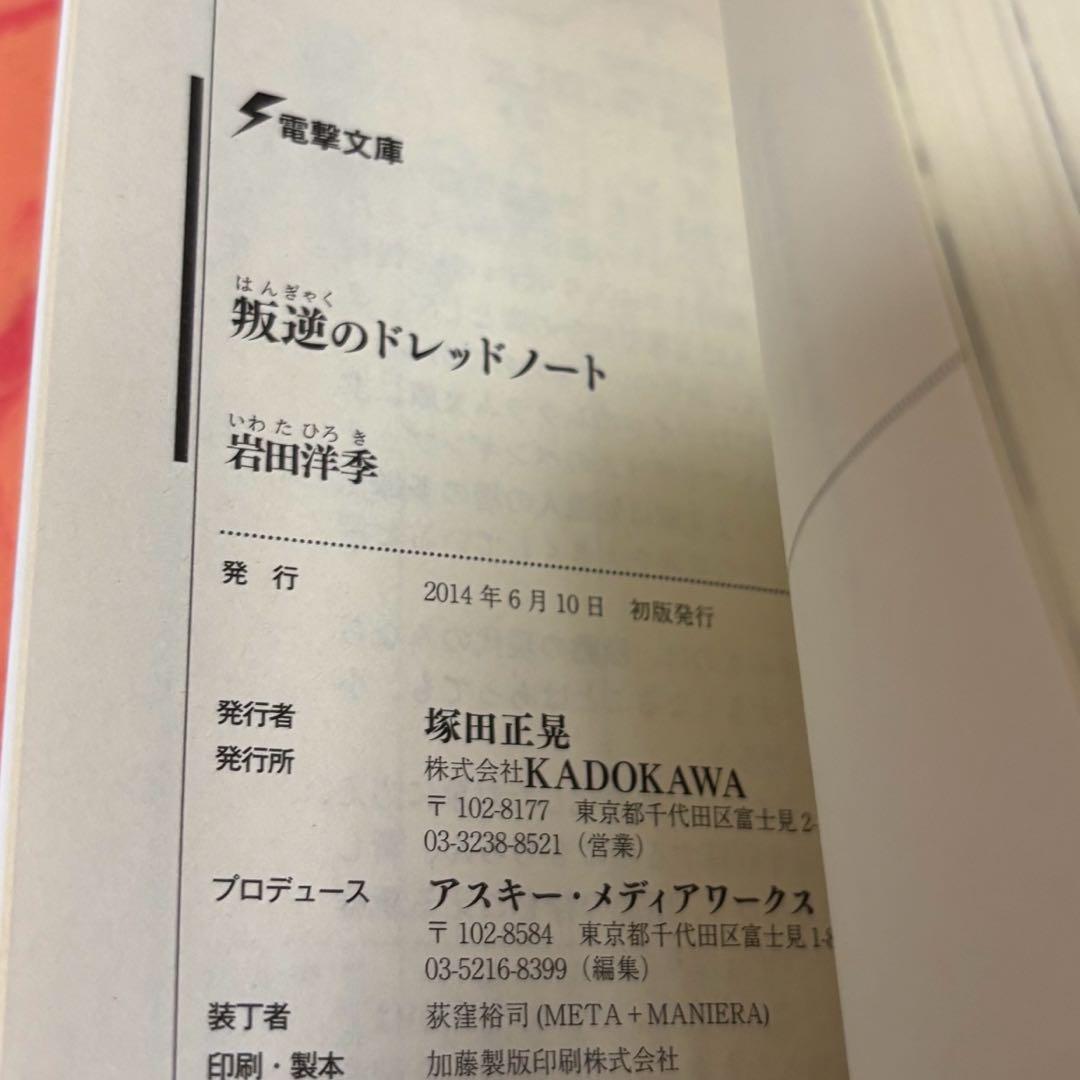 電撃文庫
はんぎゃく
叛逆のドレッドノート
いわた ひろき
岩田洋季
発 行 2014年6月10日 初版発行
発行者 塚田正晃
発行所 株式会社KADOKAWA
〒102-8177 東京都千代田区富士見2-
03-3238-8521（営業）
プロデュース アスキー・メディアワークス
〒102-8584 東京都千代田区富士見1-8
03-5216-8399（編集）
装丁者 荻窪裕司(META+MANIERA)
印刷・製本 加藤製版印刷株式会社